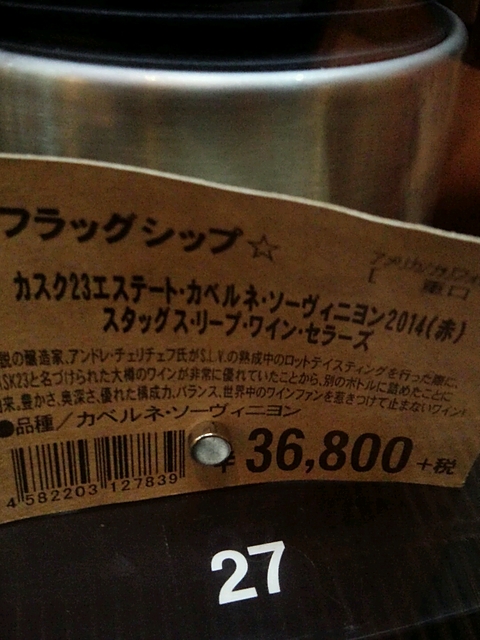 フラッグシップ☆
アメリカ/カリフォ
[ 重口
カスク23エステート・カベルネ・ソーヴィニヨン2014(赤)
スタッグス・リープ・ワイン・セラーズ
説の醸造家、アンドレ・チェリチェフ氏がS.L.V.の熟成中のロットテイスティングを行った際に、
ASK23と名づけられた大樽のワインが非常に優れていたことから、別のボトルに詰めたことに
由来。豊かさ、奥深さ、優れた構成力、バランス、世界中のワインファンを惹きつけて止まないワイン!
●品種/カベルネ・ソーヴィニヨン
¥36,800+税
4 582203 127839
27